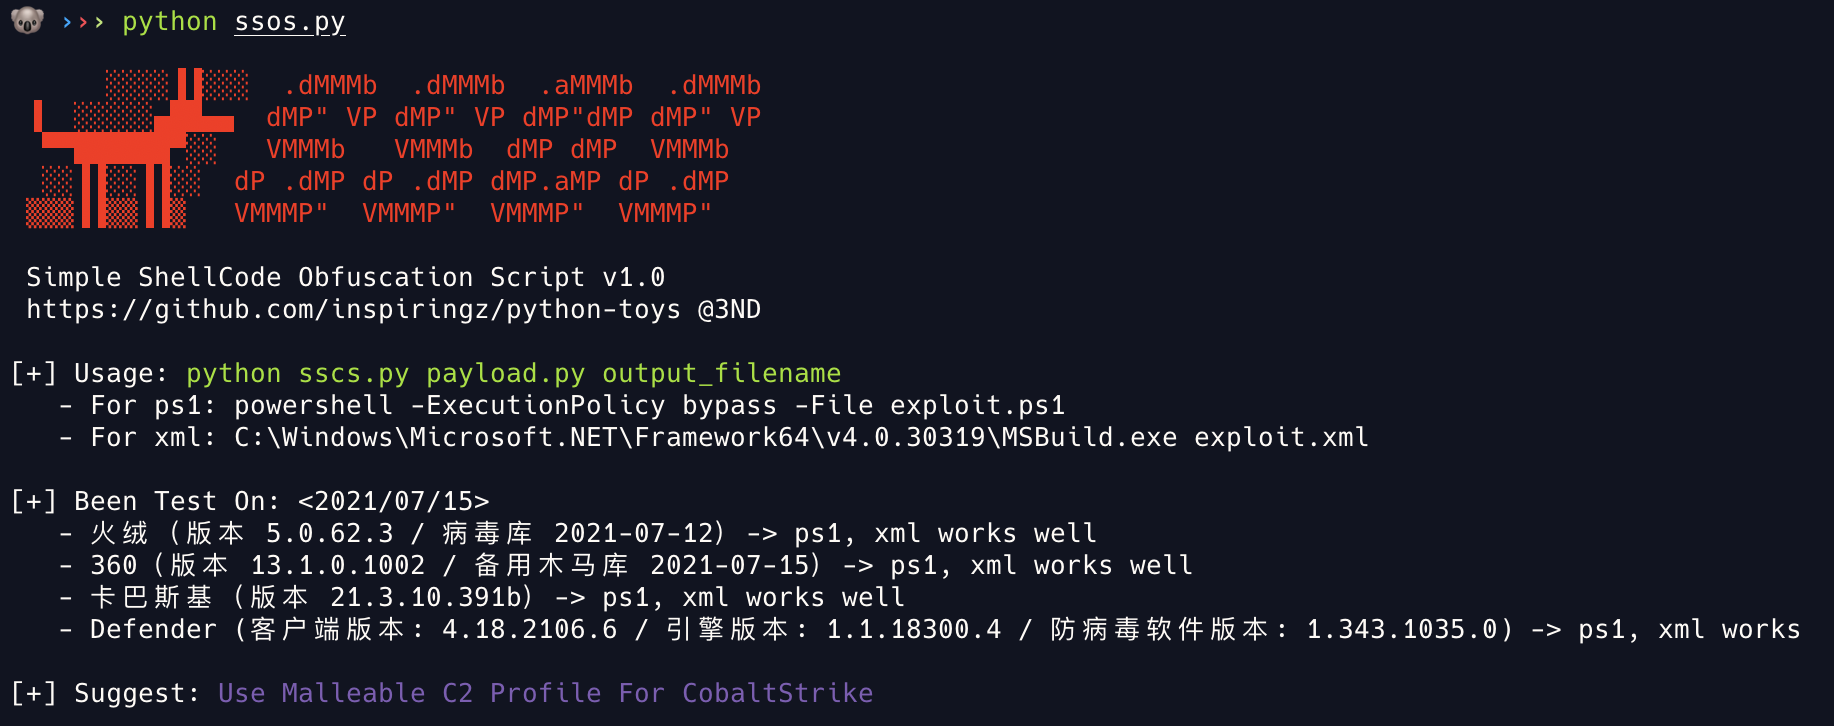 ››› python ssos.py
.dMMMb  .dMMMb  .aMMMb  .dMMMb
dMP" VP dMP" VP dMP"dMP dMP" VP
VMMMb   VMMMb  dMP dMP  VMMMb
dP .dMP dP .dMP dMP.aMP dP .dMP
VMMMP"  VMMMP"  VMMMP"  VMMMP"
Simple ShellCode Obfuscation Script v1.0
https://github.com/inspiringz/python-toys @3ND
[+] Usage: python sscs.py payload.py output_filename
- For ps1: powershell -ExecutionPolicy bypass -File exploit.ps1
- For xml: C:\Windows\Microsoft.NET\Framework64\v4.0.30319\MSBuild.exe exploit.xml
[+] Been Test On: <2021/07/15>
- 火绒（版本 5.0.62.3 / 病毒库 2021-07-12）-> ps1, xml works well
- 360（版本 13.1.0.1002 / 备用木马库 2021-07-15）-> ps1, xml works well
- 卡巴斯基（版本 21.3.10.391b）-> ps1, xml works well
- Defender（客户端版本: 4.18.2106.6 / 引擎版本: 1.1.18300.4 / 防病毒软件版本: 1.343.1035.0）-> ps1, xml works
[+] Suggest: Use Malleable C2 Profile For CobaltStrike